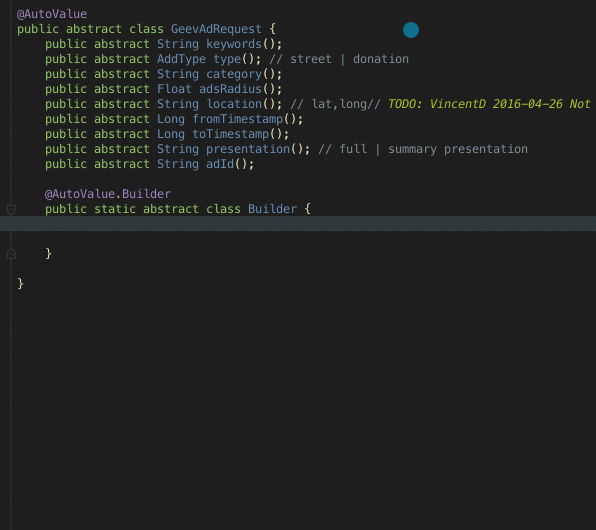 @AutoValue
public abstract class GeevAdRequest {
    public abstract String keywords();
    public abstract AddType type(); // street | donation
    public abstract String category();
    public abstract Float adsRadius();
    public abstract String location(); // lat,long// TODO: VincentD 2016-04-26 Not
    public abstract Long fromTimestamp();
    public abstract Long toTimestamp();
    public abstract String presentation(); // full | summary presentation
    public abstract String adId();
    @AutoValue.Builder
    public static abstract class Builder {
    }
}